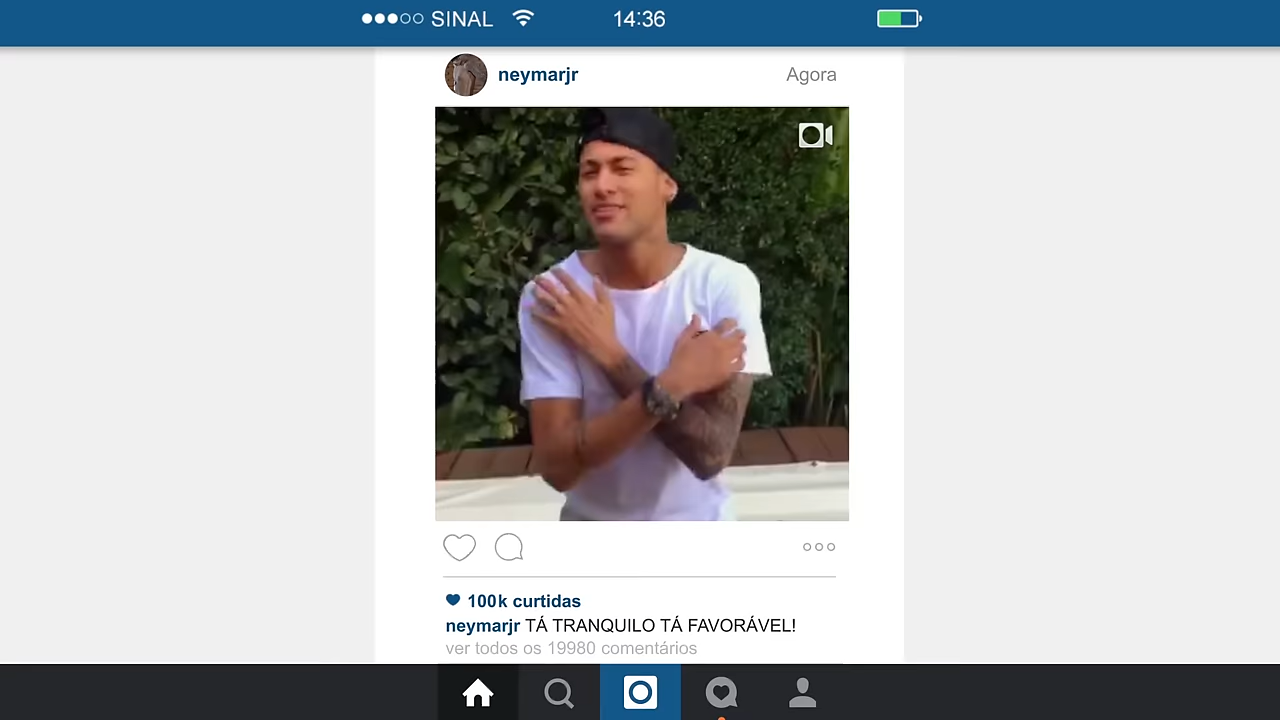 SINAL 14:36
neymarjr Agora
100k curtidas
neymarjr TÁ TRANQUILO TÁ FAVORÁVEL!
ver todos os 19980 comentários